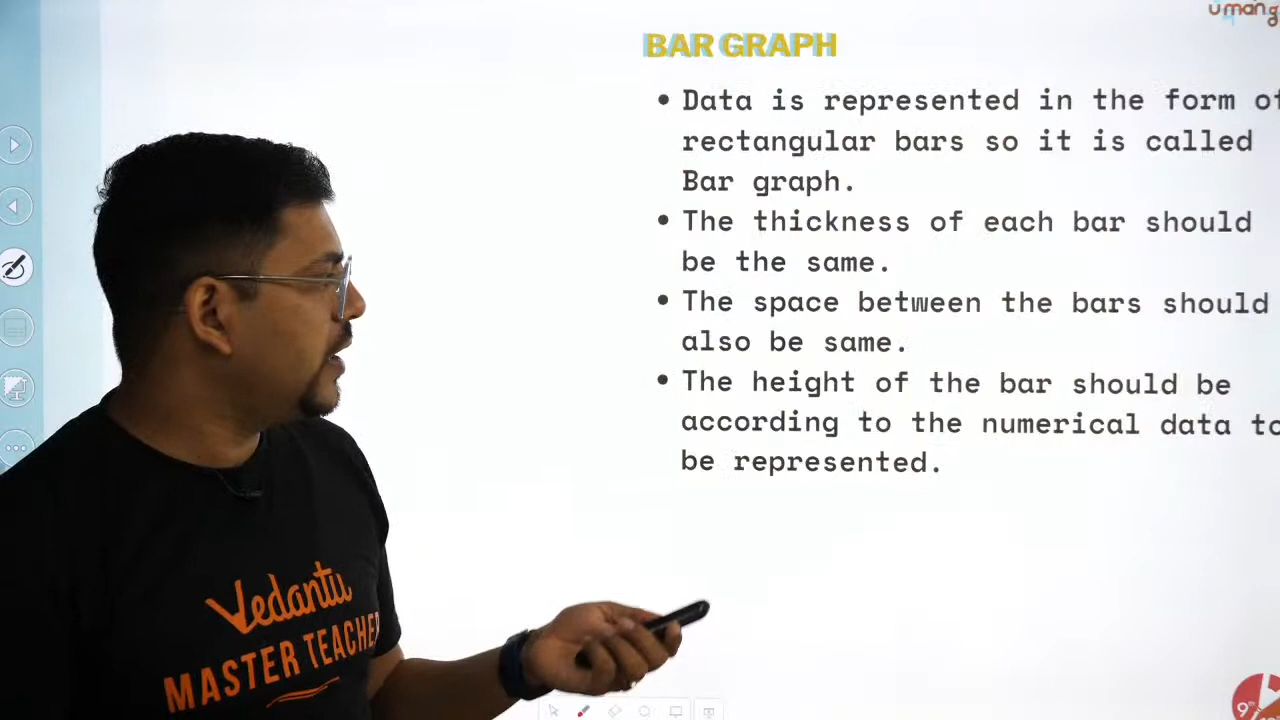 uman
BAR GRAPH
• Data is represented in the form of
rectangular bars so it is called
Bar graph.
• The thickness of each bar should
be the same.
• The space between the bars should
also be same.
• The height of the bar should be
according to the numerical data to
be represented.
Vedantu
MASTER TEACHER
9th